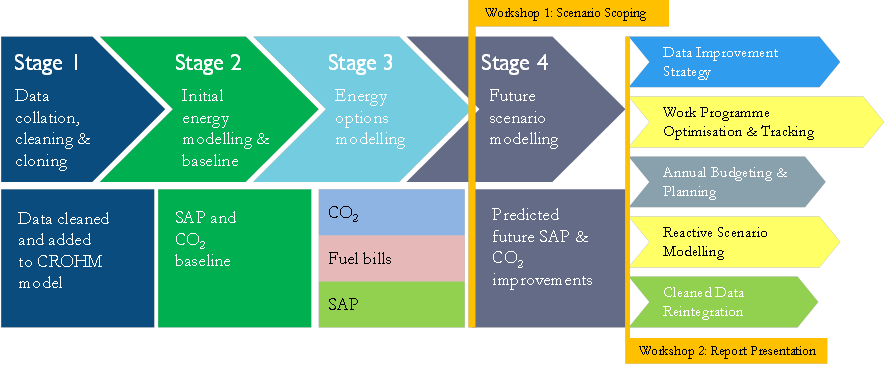 Workshop 1: Scenario Scoping
Stage 1
Data
collation,
cleaning &
cloning
Stage 2
Initial
energy
modelling &
baseline
Stage 3
Energy
options
modelling
Stage 4
Future
scenario
modelling
Data cleaned
and added
to CROHM
model
SAP and
CO₂
baseline
CO₂
Fuel bills
SAP
Predicted
future SAP &
CO₂
improvements
Data Improvement
Strategy
Work Programme
Optimisation & Tracking
Annual Budgeting &
Planning
Reactive Scenario
Modelling
Cleaned Data
Reintegration
Workshop 2: Report Presentation